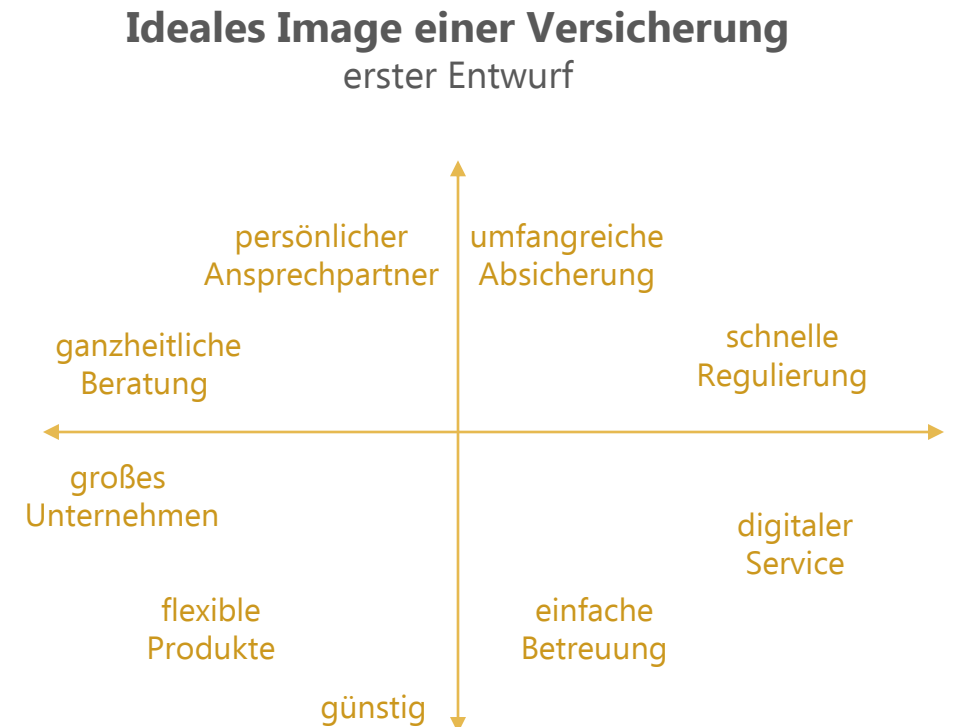 Ideales Image einer Versicherung
erster Entwurf
persönlicher
Ansprechpartner
umfangreiche
Absicherung
ganzheitliche
Beratung
schnelle
Regulierung
großes
Unternehmen
digitaler
Service
flexible
Produkte
einfache
Betreuung
günstig